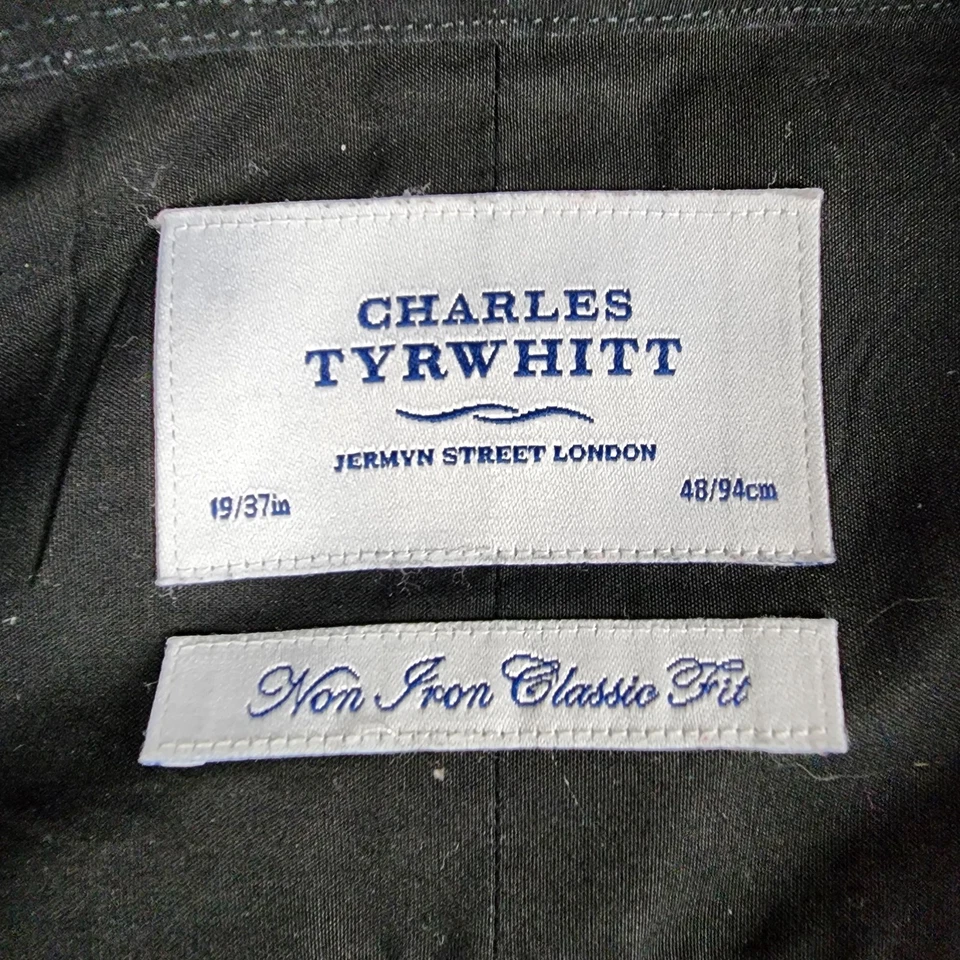 CHARLES
TYRWHITT
JERMYN STREET LONDON
19/37in 48/94cm
Non Iron Classic Fit